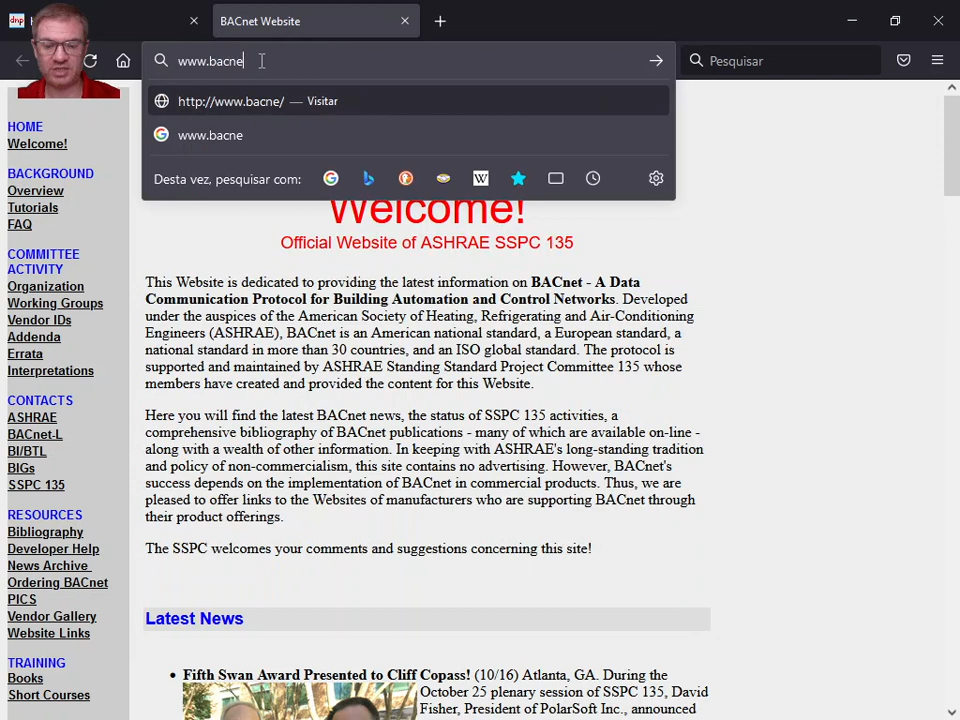 dnp
BACnet Website
www.bacne
Pesquisar
http://www.bacne/ — Visitar
www.bacne
Desta vez, pesquisar com:
W
HOME
Welcome!
BACKGROUND
Overview
Tutorials
FAQ
COMMITTEE
ACTIVITY
Organization
Working Groups
Vendor IDs
Addenda
Errata
Interpretations
CONTACTS
ASHRAE
BACnet-L
BI/BTL
BIGs
SSPC 135
RESOURCES
Bibliography
Developer Help
News Archive
Ordering BACnet
PICS
Vendor Gallery
Website Links
TRAINING
Books
Short Courses
Welcome!
Official Website of ASHRAE SSPC 135
This Website is dedicated to providing the latest information on BACnet - A Data
Communication Protocol for Building Automation and Control Networks. Developed
under the auspices of the American Society of Heating, Refrigerating and Air-Conditioning
Engineers (ASHRAE), BACnet is an American national standard, a European standard, a
national standard in more than 30 countries, and an ISO global standard. The protocol is
supported and maintained by ASHRAE Standing Standard Project Committee 135 whose
members have created and provided the content for this Website.
Here you will find the latest BACnet news, the status of SSPC 135 activities, a
comprehensive bibliography of BACnet publications - many of which are available on-line -
along with a wealth of other information. In keeping with ASHRAE's long-standing tradition
and policy of non-commercialism, this site contains no advertising. However, BACnet's
success depends on the implementation of BACnet in commercial products. Thus, we are
pleased to offer links to the Websites of manufacturers who are supporting BACnet through
their product offerings.
The SSPC welcomes your comments and suggestions concerning this site!
Latest News
• Fifth Swan Award Presented to Cliff Copass! (10/16) Atlanta, GA. During the
October 25 plenary session of SSPC 135, David
Fisher, President of PolarSoft Inc., announced